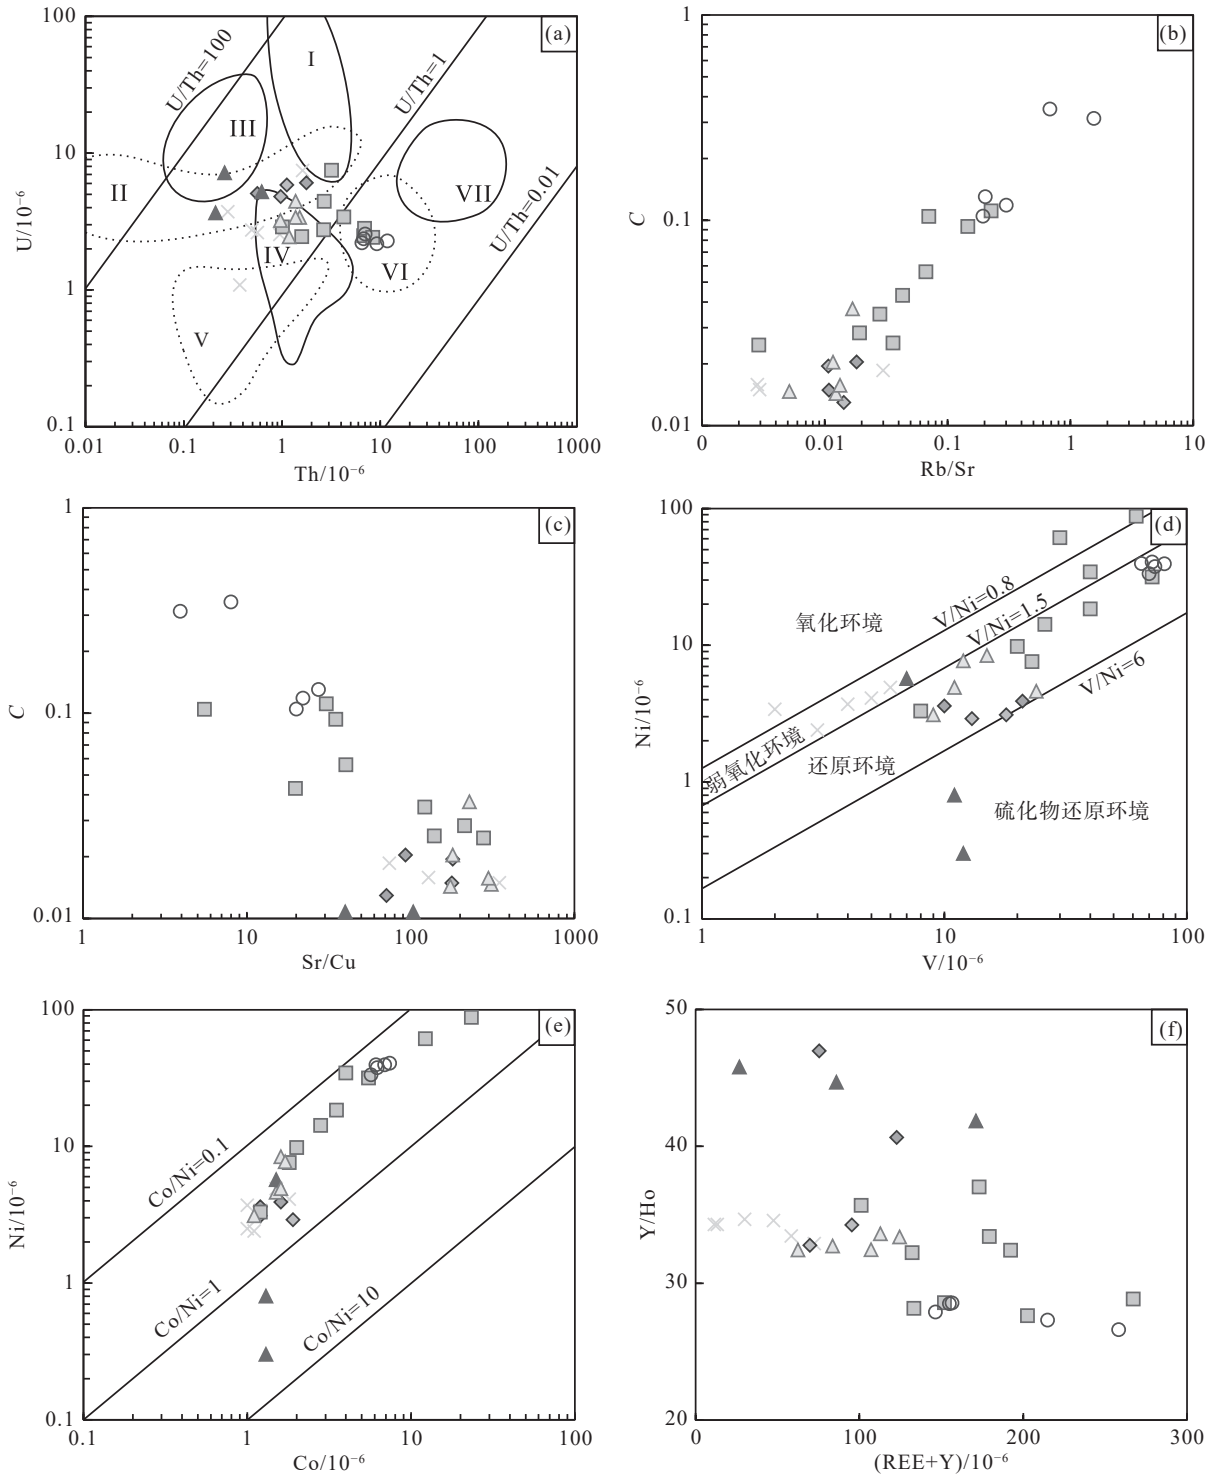 (a)
100
10
1
0.1
U/10⁻⁶
U/Th=100
U/Th=1
U/Th=0.01
I
II
III
IV
V
VI
VII
0.01
0.1
1
10
100
1000
Th/10⁻⁶
(b)
1
0.1
0.01
C
0
0.01
0.1
1
10
Rb/Sr
(c)
1
0.1
0.01
C
1
10
100
1000
Sr/Cu
(d)
100
10
1
0.1
Ni/10⁻⁶
V/Ni=0.8
V/Ni=1.5
V/Ni=6
氧化环境
弱氧化环境
还原环境
硫化物还原环境
1
10
100
V/10⁻⁶
(e)
100
10
1
0.1
Ni/10⁻⁶
Co/Ni=0.1
Co/Ni=1
Co/Ni=10
0.1
1
10
100
Co/10⁻⁶
(f)
50
40
30
20
Y/Ho
0
100
200
300
(REE+Y)/10⁻⁶